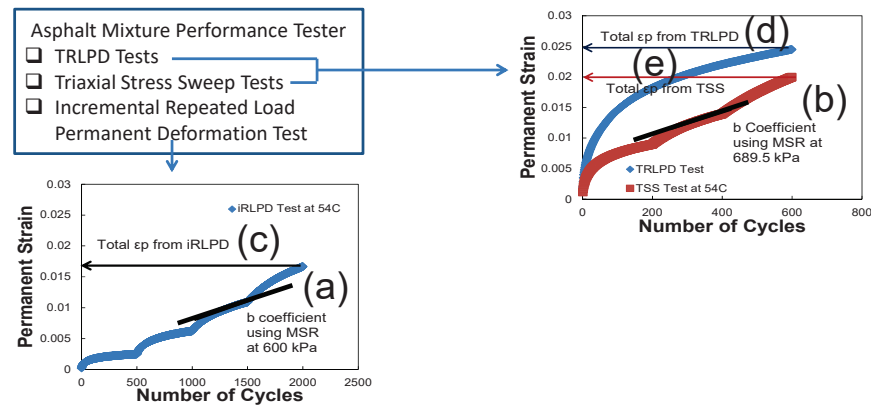 Asphalt Mixture Performance Tester
TRLPD Tests
Triaxial Stress Sweep Tests
Incremental Repeated Load
Permanent Deformation Test
0.03
0.025
0.02
0.015
0.01
0.005
0
Permanent Strain
Total εp from TRLPD
(d)
(e)
Total εp from TSS
(b)
b Coefficient
using MSR at
689.5 kPa
TRLPD Test
TSS Test at 54C
0 200 400 600 800
Number of Cycles
0.03
0.025
0.02
0.015
0.01
0.005
0
Permanent Strain
iRLPD Test at 54C
Total εp from iRLPD
(c)
(a)
b coefficient
using MSR
at 600 kPa
0 500 1000 1500 2000 2500
Number of Cycles